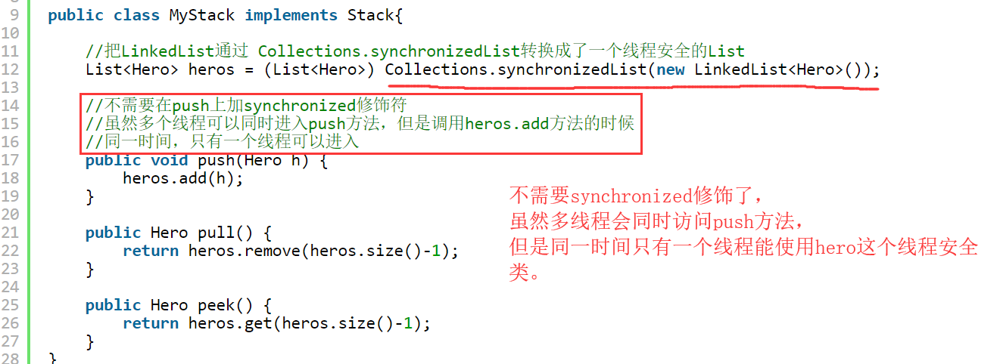 9 public class MyStack implements Stack{
10
11 //把LinkedList通过 Collections.synchronizedList转换成了一个线程安全的List
12 List<Hero> heros = (List<Hero>) Collections.synchronizedList(new LinkedList<Hero>());
13
14 //不需要在push上加synchronized修饰符
15 //虽然多个线程可以同时进入push方法，但是调用heros.add方法的时候
16 //同一时间，只有一个线程可以进入
17 public void push(Hero h) {
18 heros.add(h);
19 }
20
21 public Hero pull() {
22 return heros.remove(heros.size()-1);
23 }
24
25 public Hero peek() {
26 return heros.get(heros.size()-1);
27 }
28 }
不需要synchronized修饰了，
虽然多线程会同时访问push方法，
但是同一时间只有一个线程能使用hero这个线程安全
类。